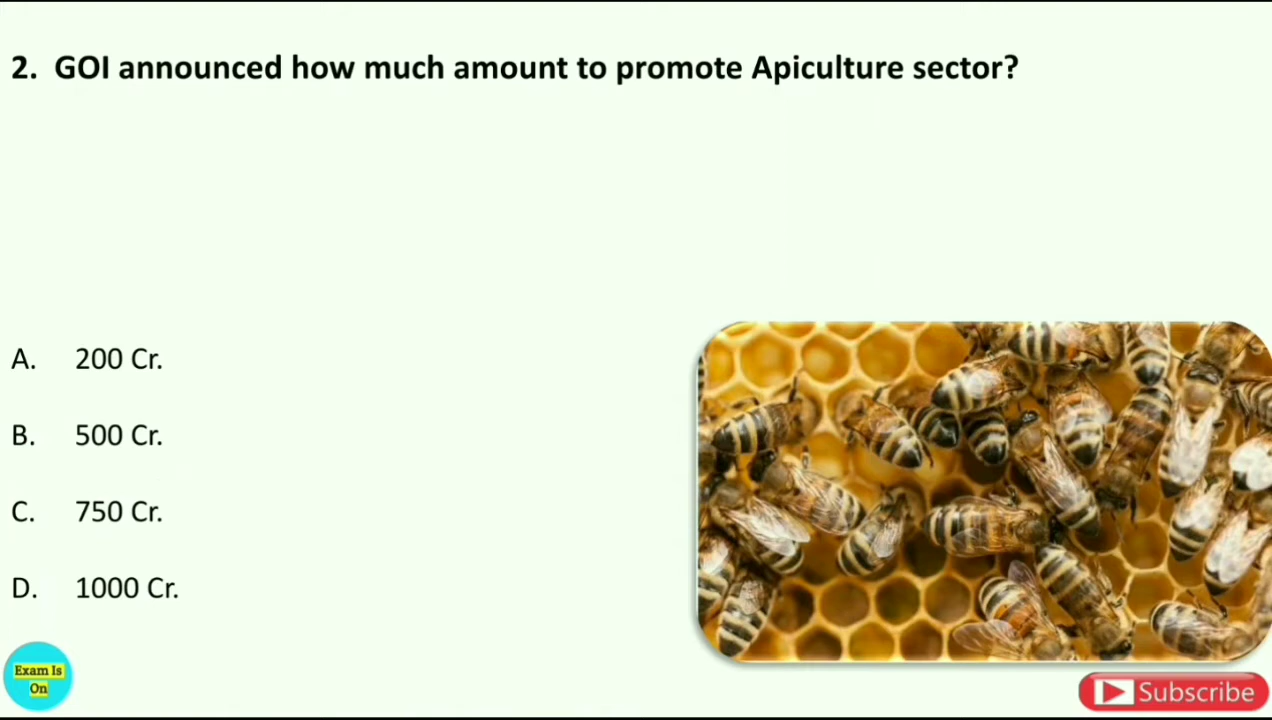 2. GOI announced how much amount to promote Apiculture sector?
A. 200 Cr.
B. 500 Cr.
C. 750 Cr.
D. 1000 Cr.
Exam Is
On
Subscribe